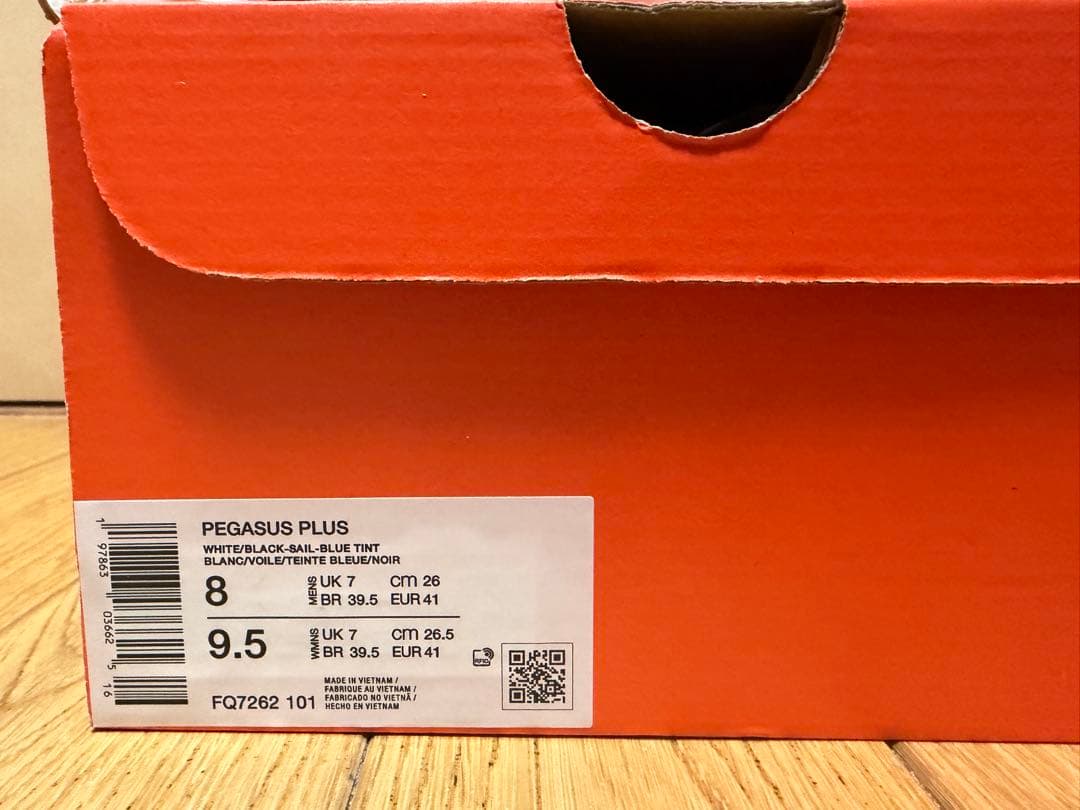 PEGASUS PLUS
WHITE/BLACK-SAIL-BLUE TINT
BLANC/VOILE/TEINTE BLEUE/NOIR
8 MENS UK 7 CM 26
BR 39.5 EUR 41
9.5 WMNS UK 7 CM 26.5
BR 39.5 EUR 41
RFID
FQ7262 101
MADE IN VIETNAM /
FABRIQUE AU VIETNAM /
FABRICADO NO VIETNÃ /
HECHO EN VIETNAM
1 97863 03662 5 16